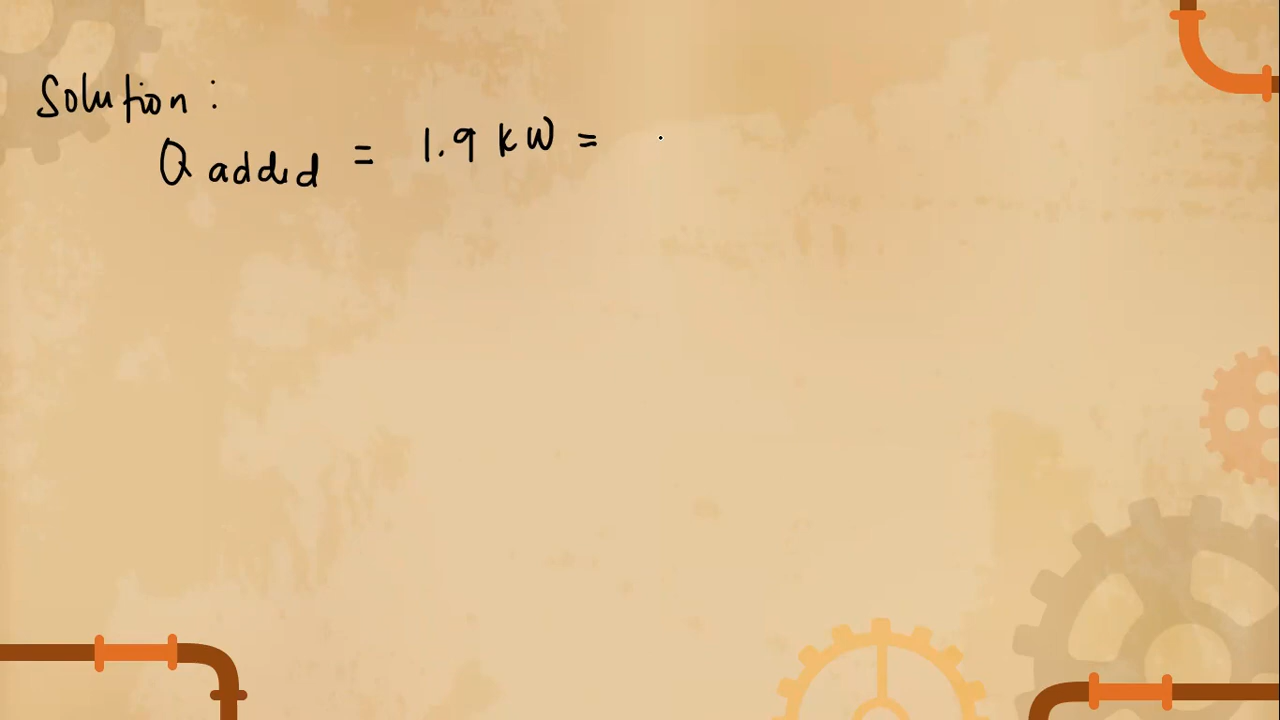 Solution :
Q added = 1.9 kW =